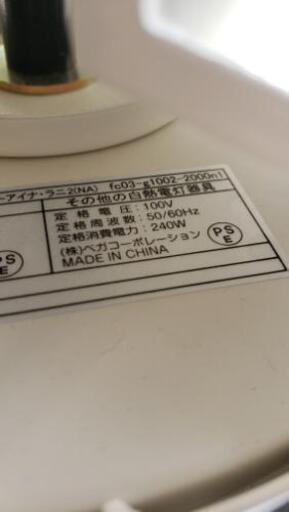 アイナ・ラニ2(NA) fc03-g1002-2000n1
その他の白熱電灯器具
定格電圧：100V
定格周波数：50/60Hz
定格消費電力：240W
(株)ベガコーポレーション
MADE IN CHINA
PS
E
PS
E